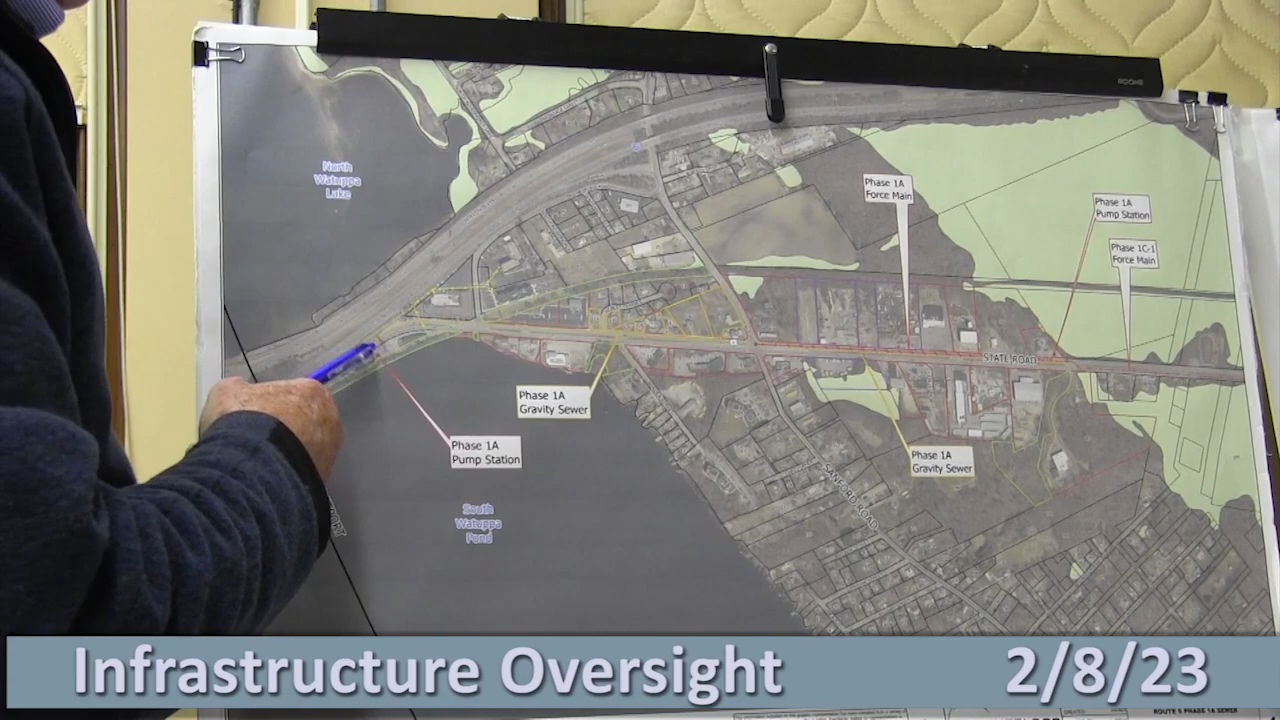 ROGHE
North
Watuppa
Lake
Phase 1A
Force Main
Phase 1A
Pump Station
Phase 1C-1
Force Main
STATE ROAD
Phase 1A
Gravity Sewer
Phase 1A
Pump Station
Phase 1A
Gravity Sewer
SANFORD ROAD
South
Watuppa
Pond
Infrastructure Oversight
2/8/23
ROUTE 6 PHASE 1A SEWER